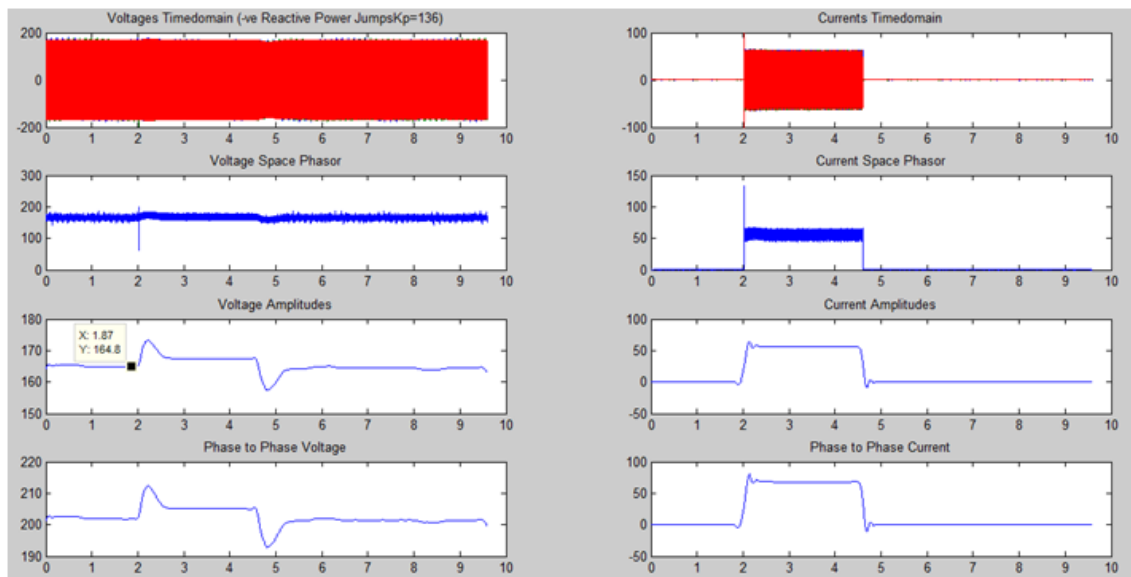 Voltages Timedomain (-ve Reactive Power JumpsKp=136)
200
0
-200
0 1 2 3 4 5 6 7 8 9 10
Currents Timedomain
100
0
-100
0 1 2 3 4 5 6 7 8 9 10
Voltage Space Phasor
300
200
100
0
0 1 2 3 4 5 6 7 8 9 10
Current Space Phasor
150
100
50
0
0 1 2 3 4 5 6 7 8 9 10
Voltage Amplitudes
180
170
160
150
X: 1.87
Y: 164.8
0 1 2 3 4 5 6 7 8 9 10
Current Amplitudes
100
50
0
-50
0 1 2 3 4 5 6 7 8 9 10
Phase to Phase Voltage
220
210
200
190
0 1 2 3 4 5 6 7 8 9 10
Phase to Phase Current
100
50
0
-50
0 1 2 3 4 5 6 7 8 9 10